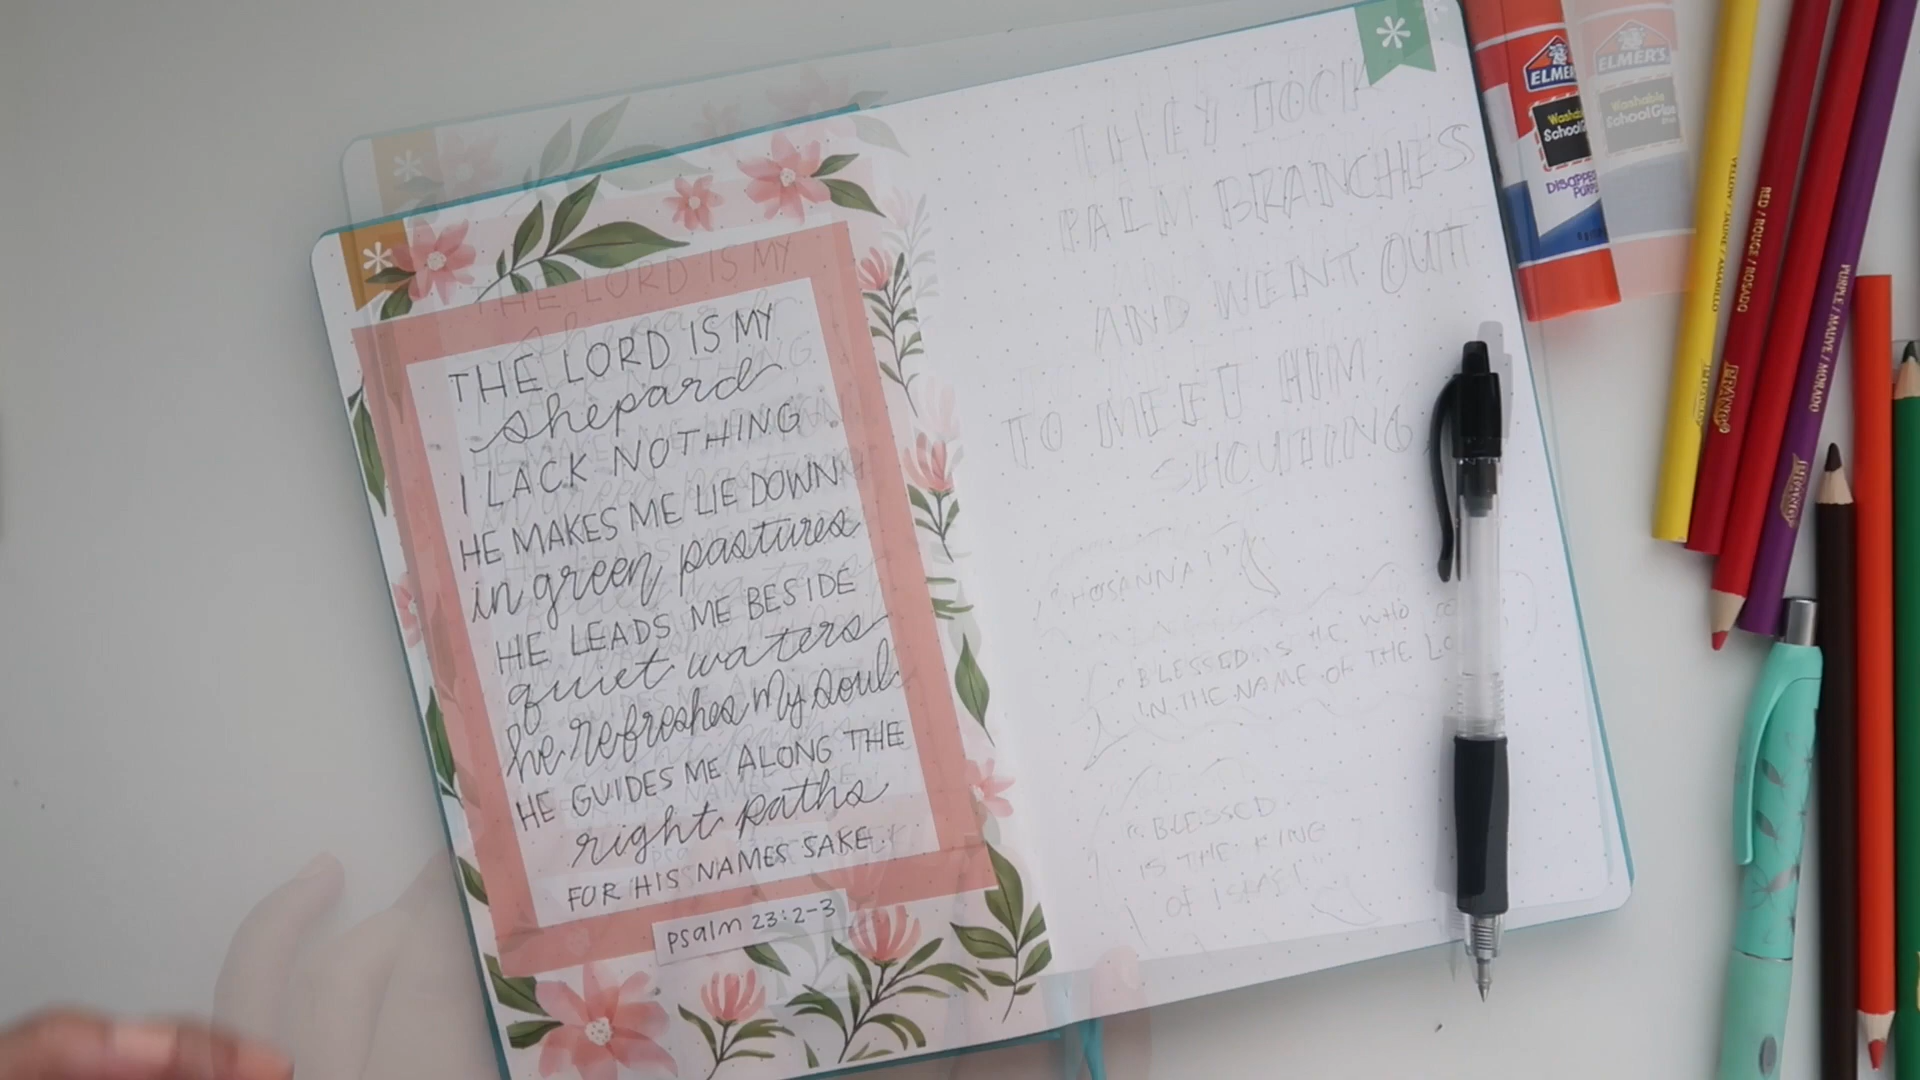 THE LORD IS MY
shepard
I LACK NOTHING
HE MAKES ME LIE DOWN
in green pastures
HE LEADS ME BESIDE
quiet waters
he refreshes my soul
HE GUIDES ME ALONG THE
right paths
FOR HIS NAMES SAKE.
psalm 23:2-3
THEY TOOK
PALM BRANCHES
AND WENT OUT
TO MEET HIM,
SHOUTING
"HOSANNA!"
"BLESSED IS HE WHO
IN THE NAME OF THE
"BLESSED
IS THE KING
OF ISRAEL"
ELMER'S
Washable
School
DISAPPE
PURP
ELMER'S
Washable
School Glue
YELLOW / JAUNE / AMARILLO
RED / ROUGE / ROSADO
PURPLE / MAUVE / MORADO